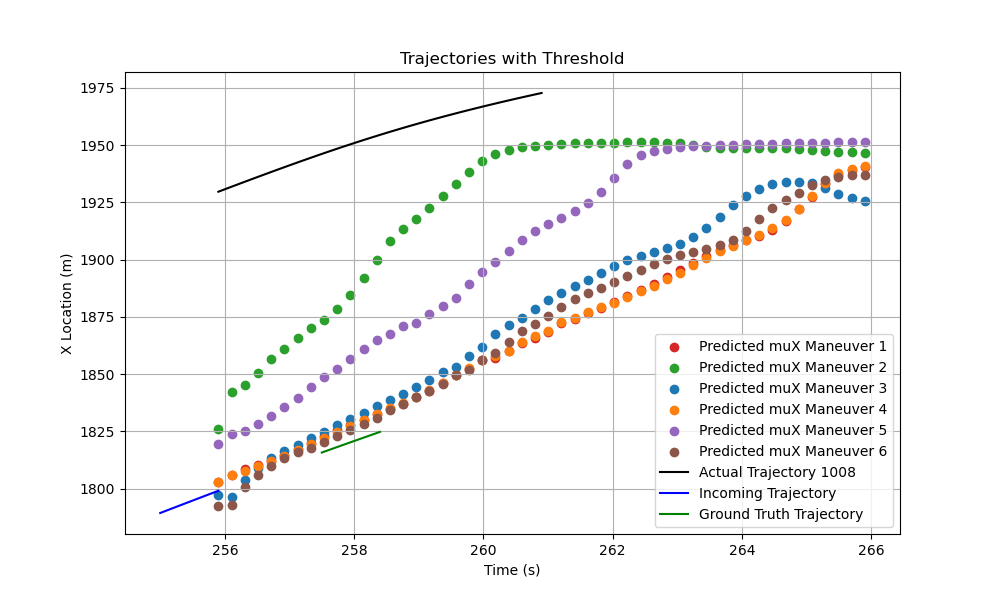 Trajectories with Threshold
X Location (m)
1975
1950
1925
1900
1875
1850
1825
1800
256
258
260
262
264
266
Time (s)
Predicted muX Maneuver 1
Predicted muX Maneuver 2
Predicted muX Maneuver 3
Predicted muX Maneuver 4
Predicted muX Maneuver 5
Predicted muX Maneuver 6
Actual Trajectory 1008
Incoming Trajectory
Ground Truth Trajectory